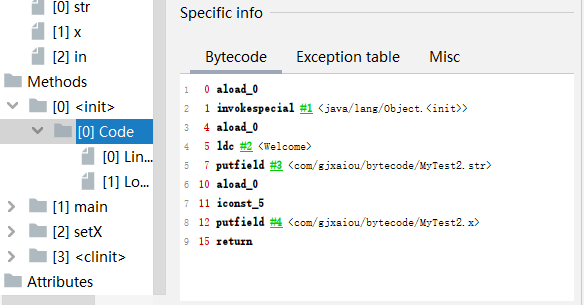 [0] str
[1] x
[2] in
Methods
[0] <init>
[0] Code
[0] Lin...
[1] Lo...
[1] main
[2] setX
[3] <clinit>
Attributes
Specific info
Bytecode Exception table Misc
1 0 aload_0
2 1 invokespecial #1 <java/lang/Object.<init>>
3 4 aload_0
4 5 ldc #2 <Welcome>
5 7 putfield #3 <com/gjxaiou/bytecode/MyTest2.str>
6 10 aload_0
7 11 iconst_5
8 12 putfield #4 <com/gjxaiou/bytecode/MyTest2.x>
9 15 return